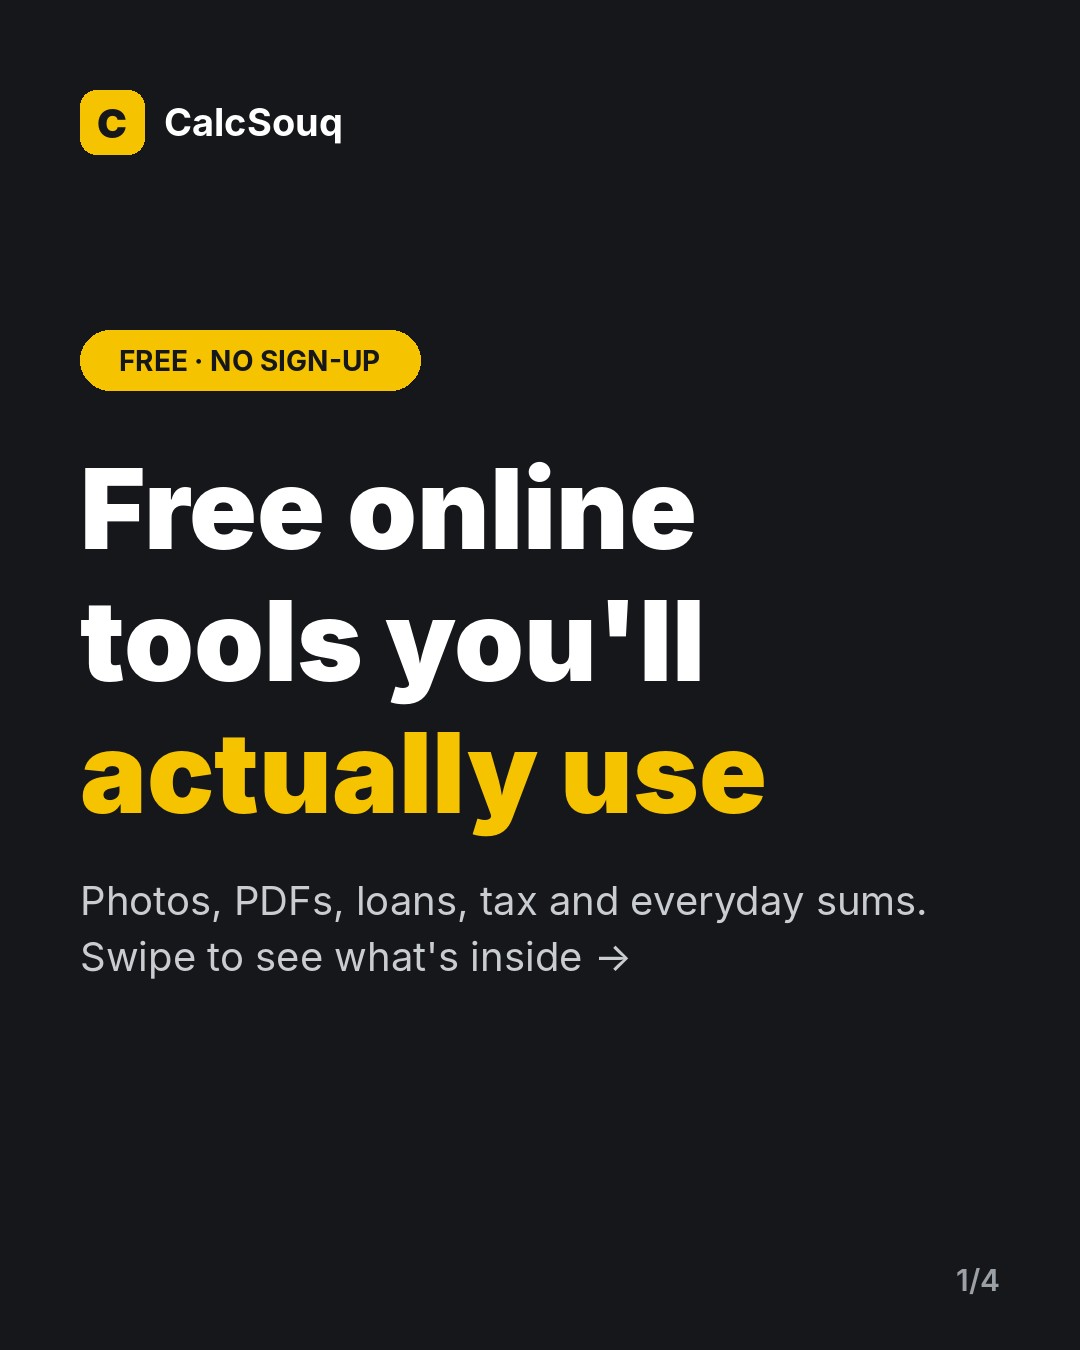 C CalcSouq
FREE · NO SIGN-UP
Free online
tools you'll
actually use
Photos, PDFs, loans, tax and everyday sums.
Swipe to see what's inside →
1/4